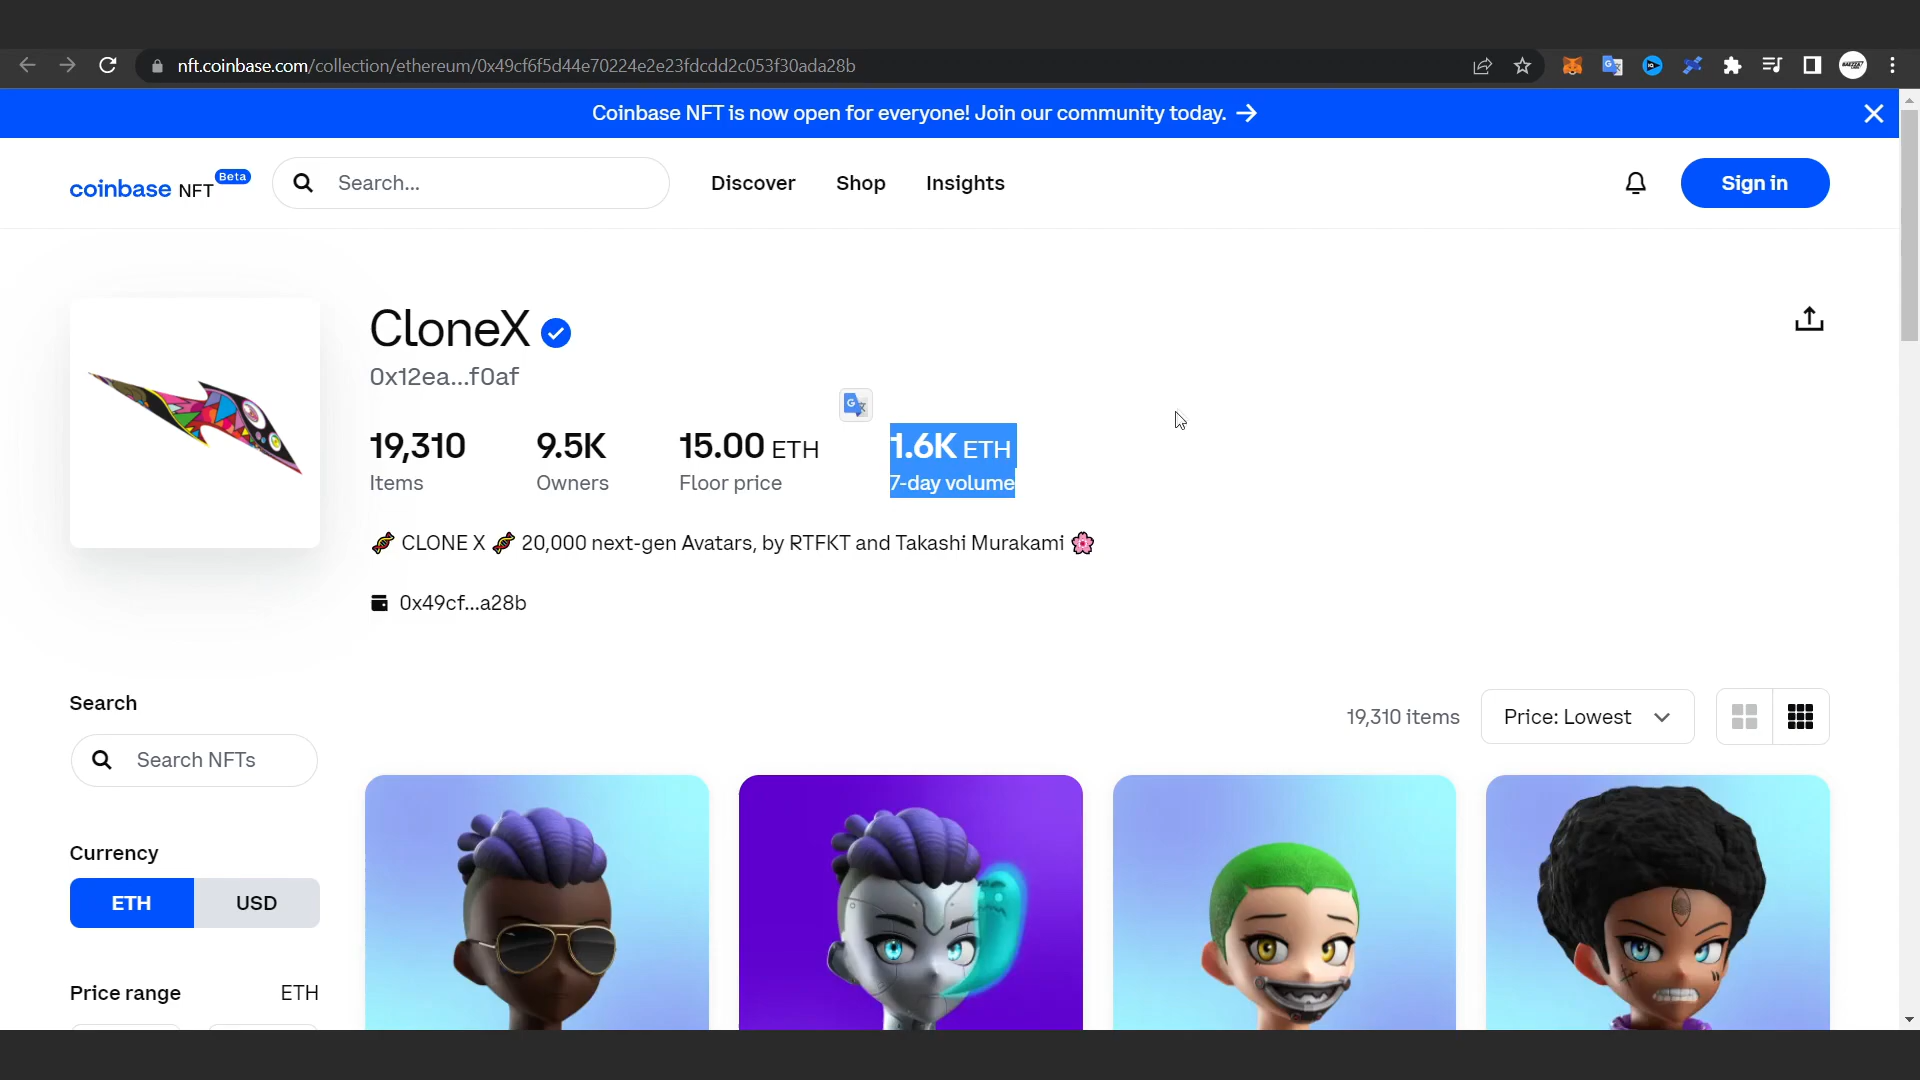 nft.coinbase.com/collection/ethereum/0x49cf6f5d44e70224e2e23fdcdd2c053f30ada28b
Coinbase NFT is now open for everyone! Join our community today. →
coinbase NFT Beta
Search...
Discover
Shop
Insights
Sign in
CloneX
0x12ea...f0af
19,310
9.5K
15.00 ETH
1.6K ETH
Items
Owners
Floor price
7-day volume
🧬 CLONE X 🧬 20,000 next-gen Avatars, by RTFKT and Takashi Murakami 🌸
0x49cf...a28b
Search
19,310 items
Price: Lowest
Search NFTs
Currency
ETH
USD
Price range
ETH